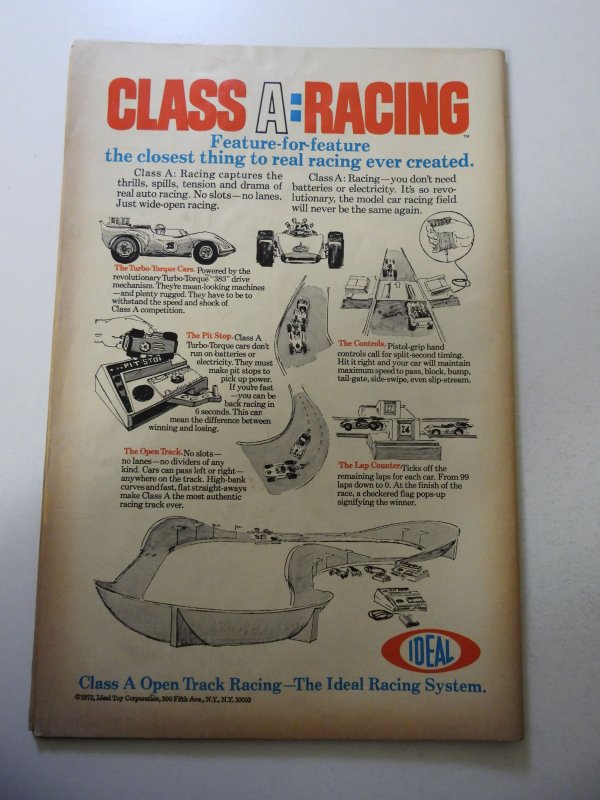 CLASS A:RACING
™
Feature-for-feature
the closest thing to real racing ever created.
Class A: Racing captures the
thrills, spills, tension and drama of
real auto racing. No slots—no lanes.
Just wide-open racing.
Class A: Racing—you don't need
batteries or electricity. It's so revo-
lutionary, the model car racing field
will never be the same again.
The Turbo-Torque Cars. Powered by the
revolutionary Turbo-Torque™ "383" drive
mechanism. They're mean-looking machines
—and plenty rugged. They have to be to
withstand the speed and shock of
Class A competition.
PIT STOP
The Pit Stop. Class A
Turbo-Torque cars don't
run on batteries or
electricity. They must
make pit stops to
pick up power.
If you're fast
—you can be
back racing in
6 seconds. This can
mean the difference between
winning and losing.
The Controls. Pistol-grip hand
controls call for split-second timing.
Hit it right and your car will maintain
maximum speed to pass, block, bump,
tail-gate, side-swipe, even slip-stream.
24
The Open Track. No slots—
no lanes—no dividers of any
kind. Cars can pass left or right—
anywhere on the track. High-bank
curves and fast, flat straight-aways
make Class A the most authentic
racing track ever.
The Lap Counter. Ticks off the
remaining laps for each car. From 99
laps down to 0. At the finish of the
race, a checkered flag pops-up
signifying the winner.
IDEAL
Class A Open Track Racing—The Ideal Racing System.
©1972, Ideal Toy Corporation, 200 Fifth Ave., N.Y., N.Y. 10010